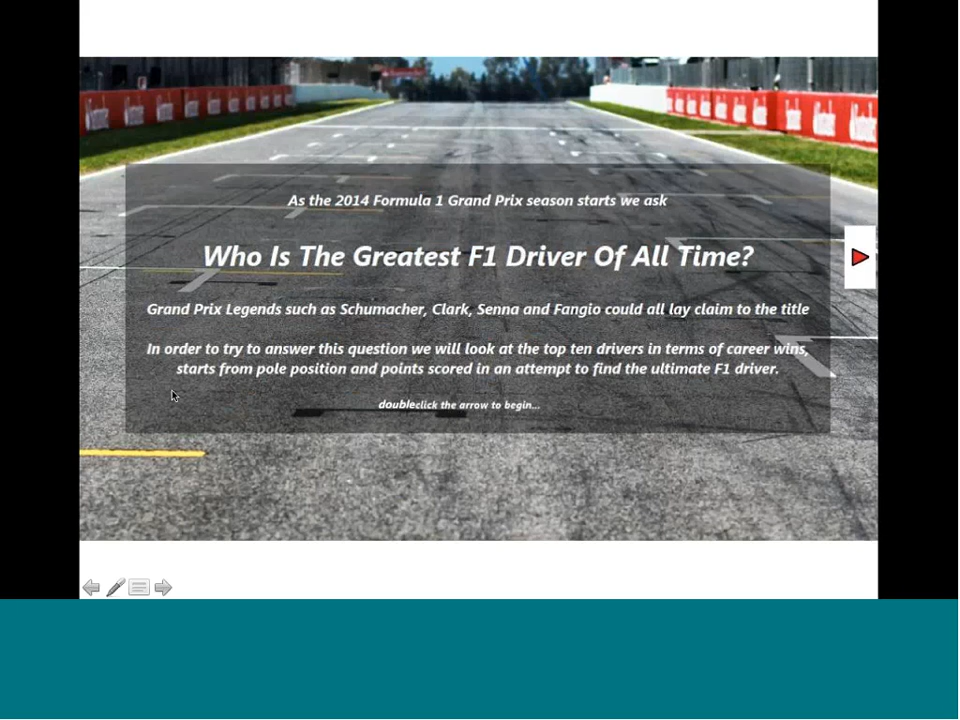 As the 2014 Formula 1 Grand Prix season starts we ask
Who Is The Greatest F1 Driver Of All Time?
Grand Prix Legends such as Schumacher, Clark, Senna and Fangio could all lay claim to the title
In order to try to answer this question we will look at the top ten drivers in terms of career wins,
starts from pole position and points scored in an attempt to find the ultimate F1 driver.
doubleclick the arrow to begin...